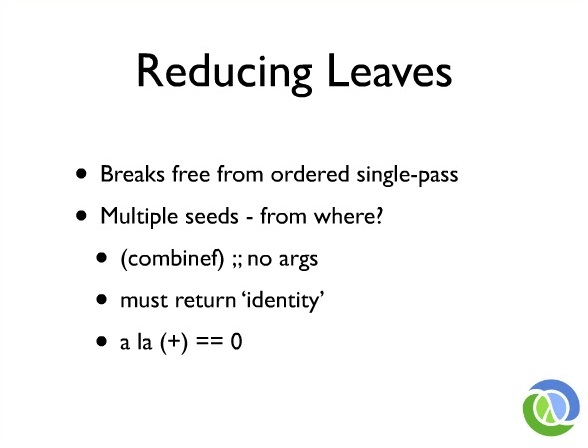 Reducing Leaves
• Breaks free from ordered single-pass
• Multiple seeds - from where?
• (combinef) ;; no args
• must return ‘identity’
• a la (+) == 0